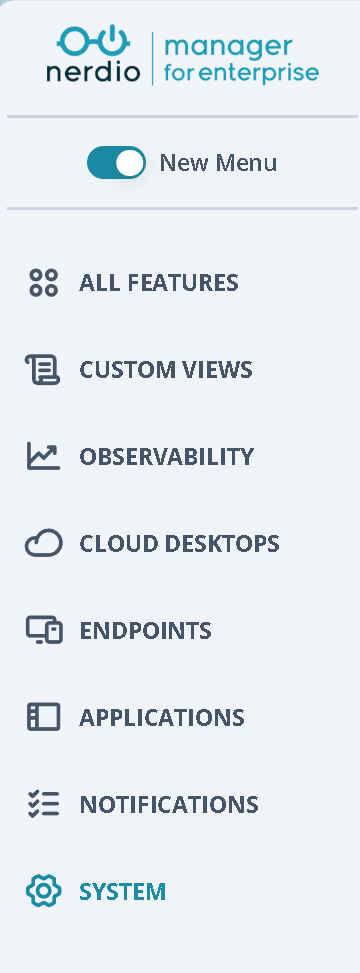 nerdio
manager
for enterprise
New Menu
ALL FEATURES
CUSTOM VIEWS
OBSERVABILITY
CLOUD DESKTOPS
ENDPOINTS
APPLICATIONS
NOTIFICATIONS
SYSTEM